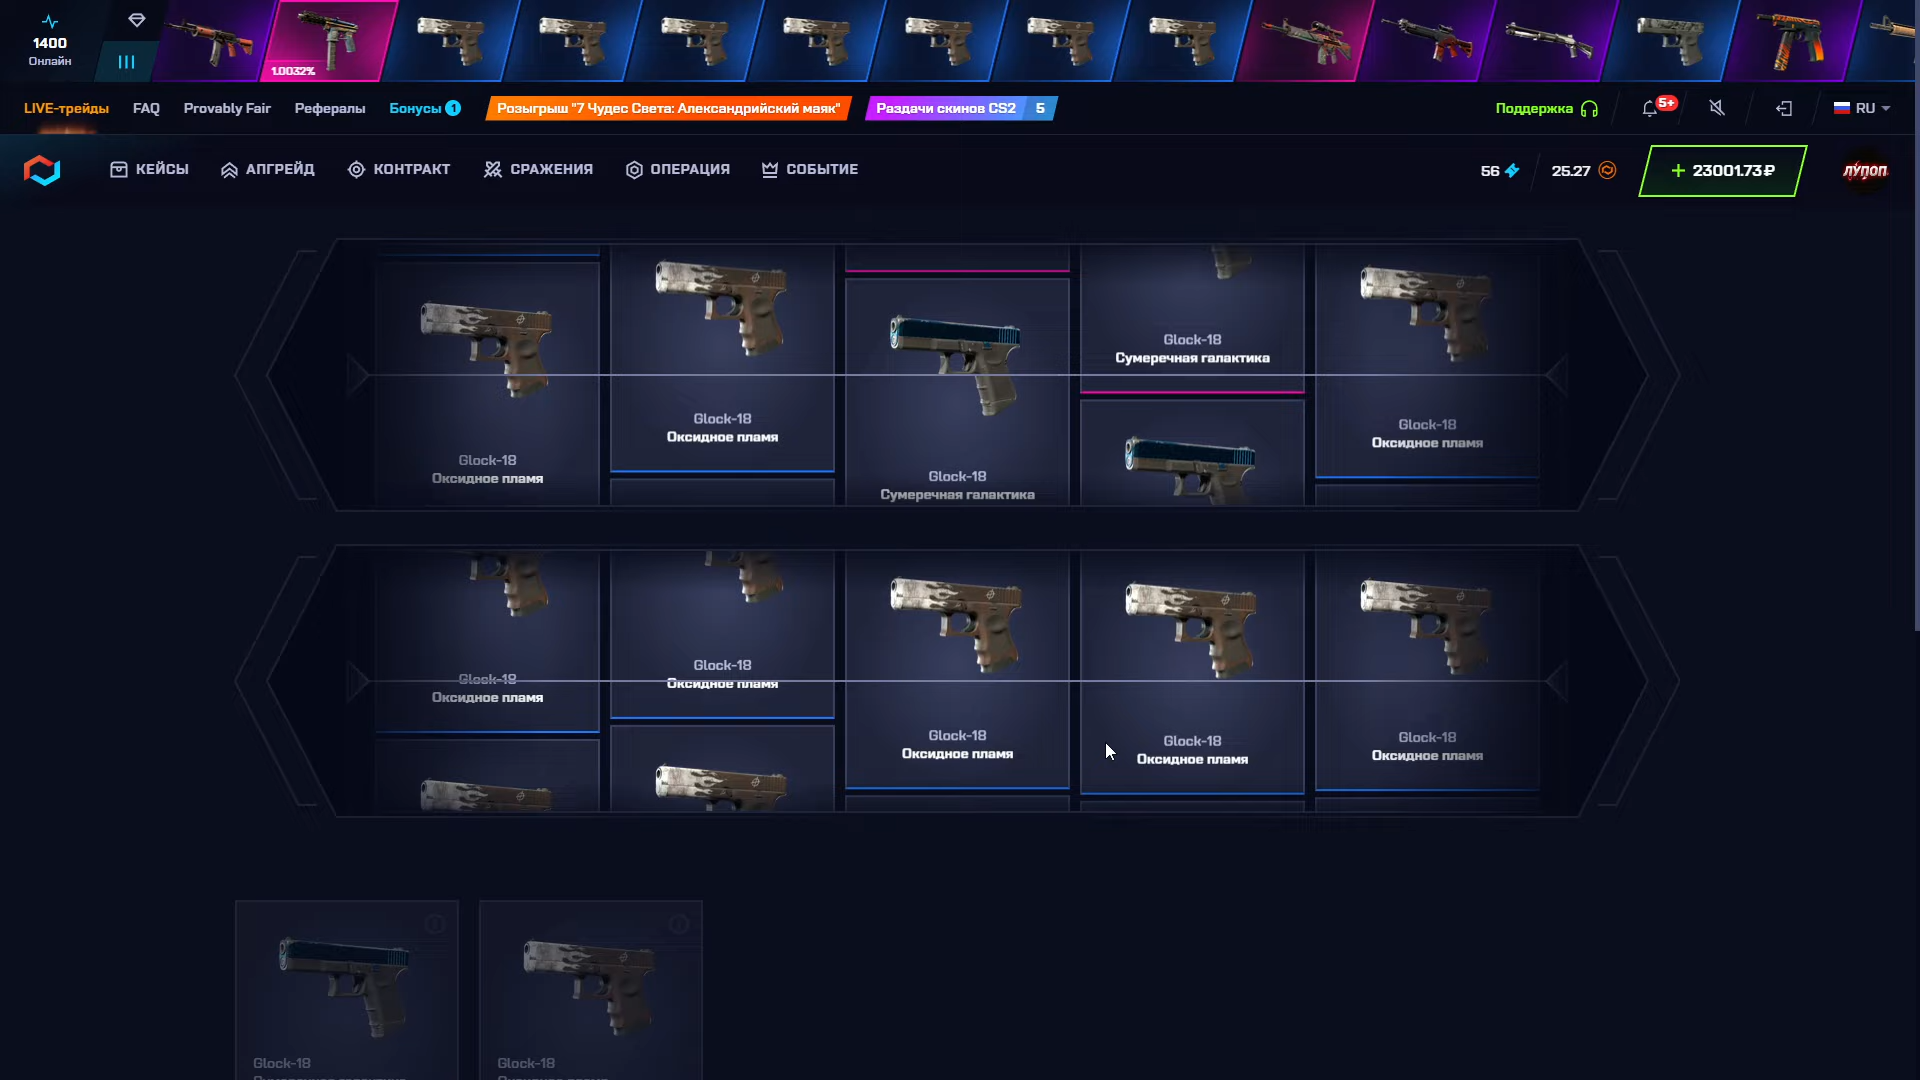 1400
Онлайн
1.0032%
LIVE-трейды
FAQ
Provably Fair
Рефералы
Бонусы 1
Розыгрыш "7 Чудес Света: Александрийский маяк"
Раздачи скинов CS2 5
Поддержка
5+
RU
КЕЙСЫ
АПГРЕЙД
КОНТРАКТ
СРАЖЕНИЯ
ОПЕРАЦИЯ
СОБЫТИЕ
56
25.27
+ 23001.73₽
ЛУПОП
Glock-18
Оксидное пламя
Glock-18
Оксидное пламя
Glock-18
Сумеречная галактика
Glock-18
Сумеречная галактика
Glock-18
Оксидное пламя
Glock-18
Оксидное пламя
Glock-18
Оксидное пламя
Glock-18
Оксидное пламя
Glock-18
Оксидное пламя
Glock-18
Оксидное пламя
Glock-18
Glock-18